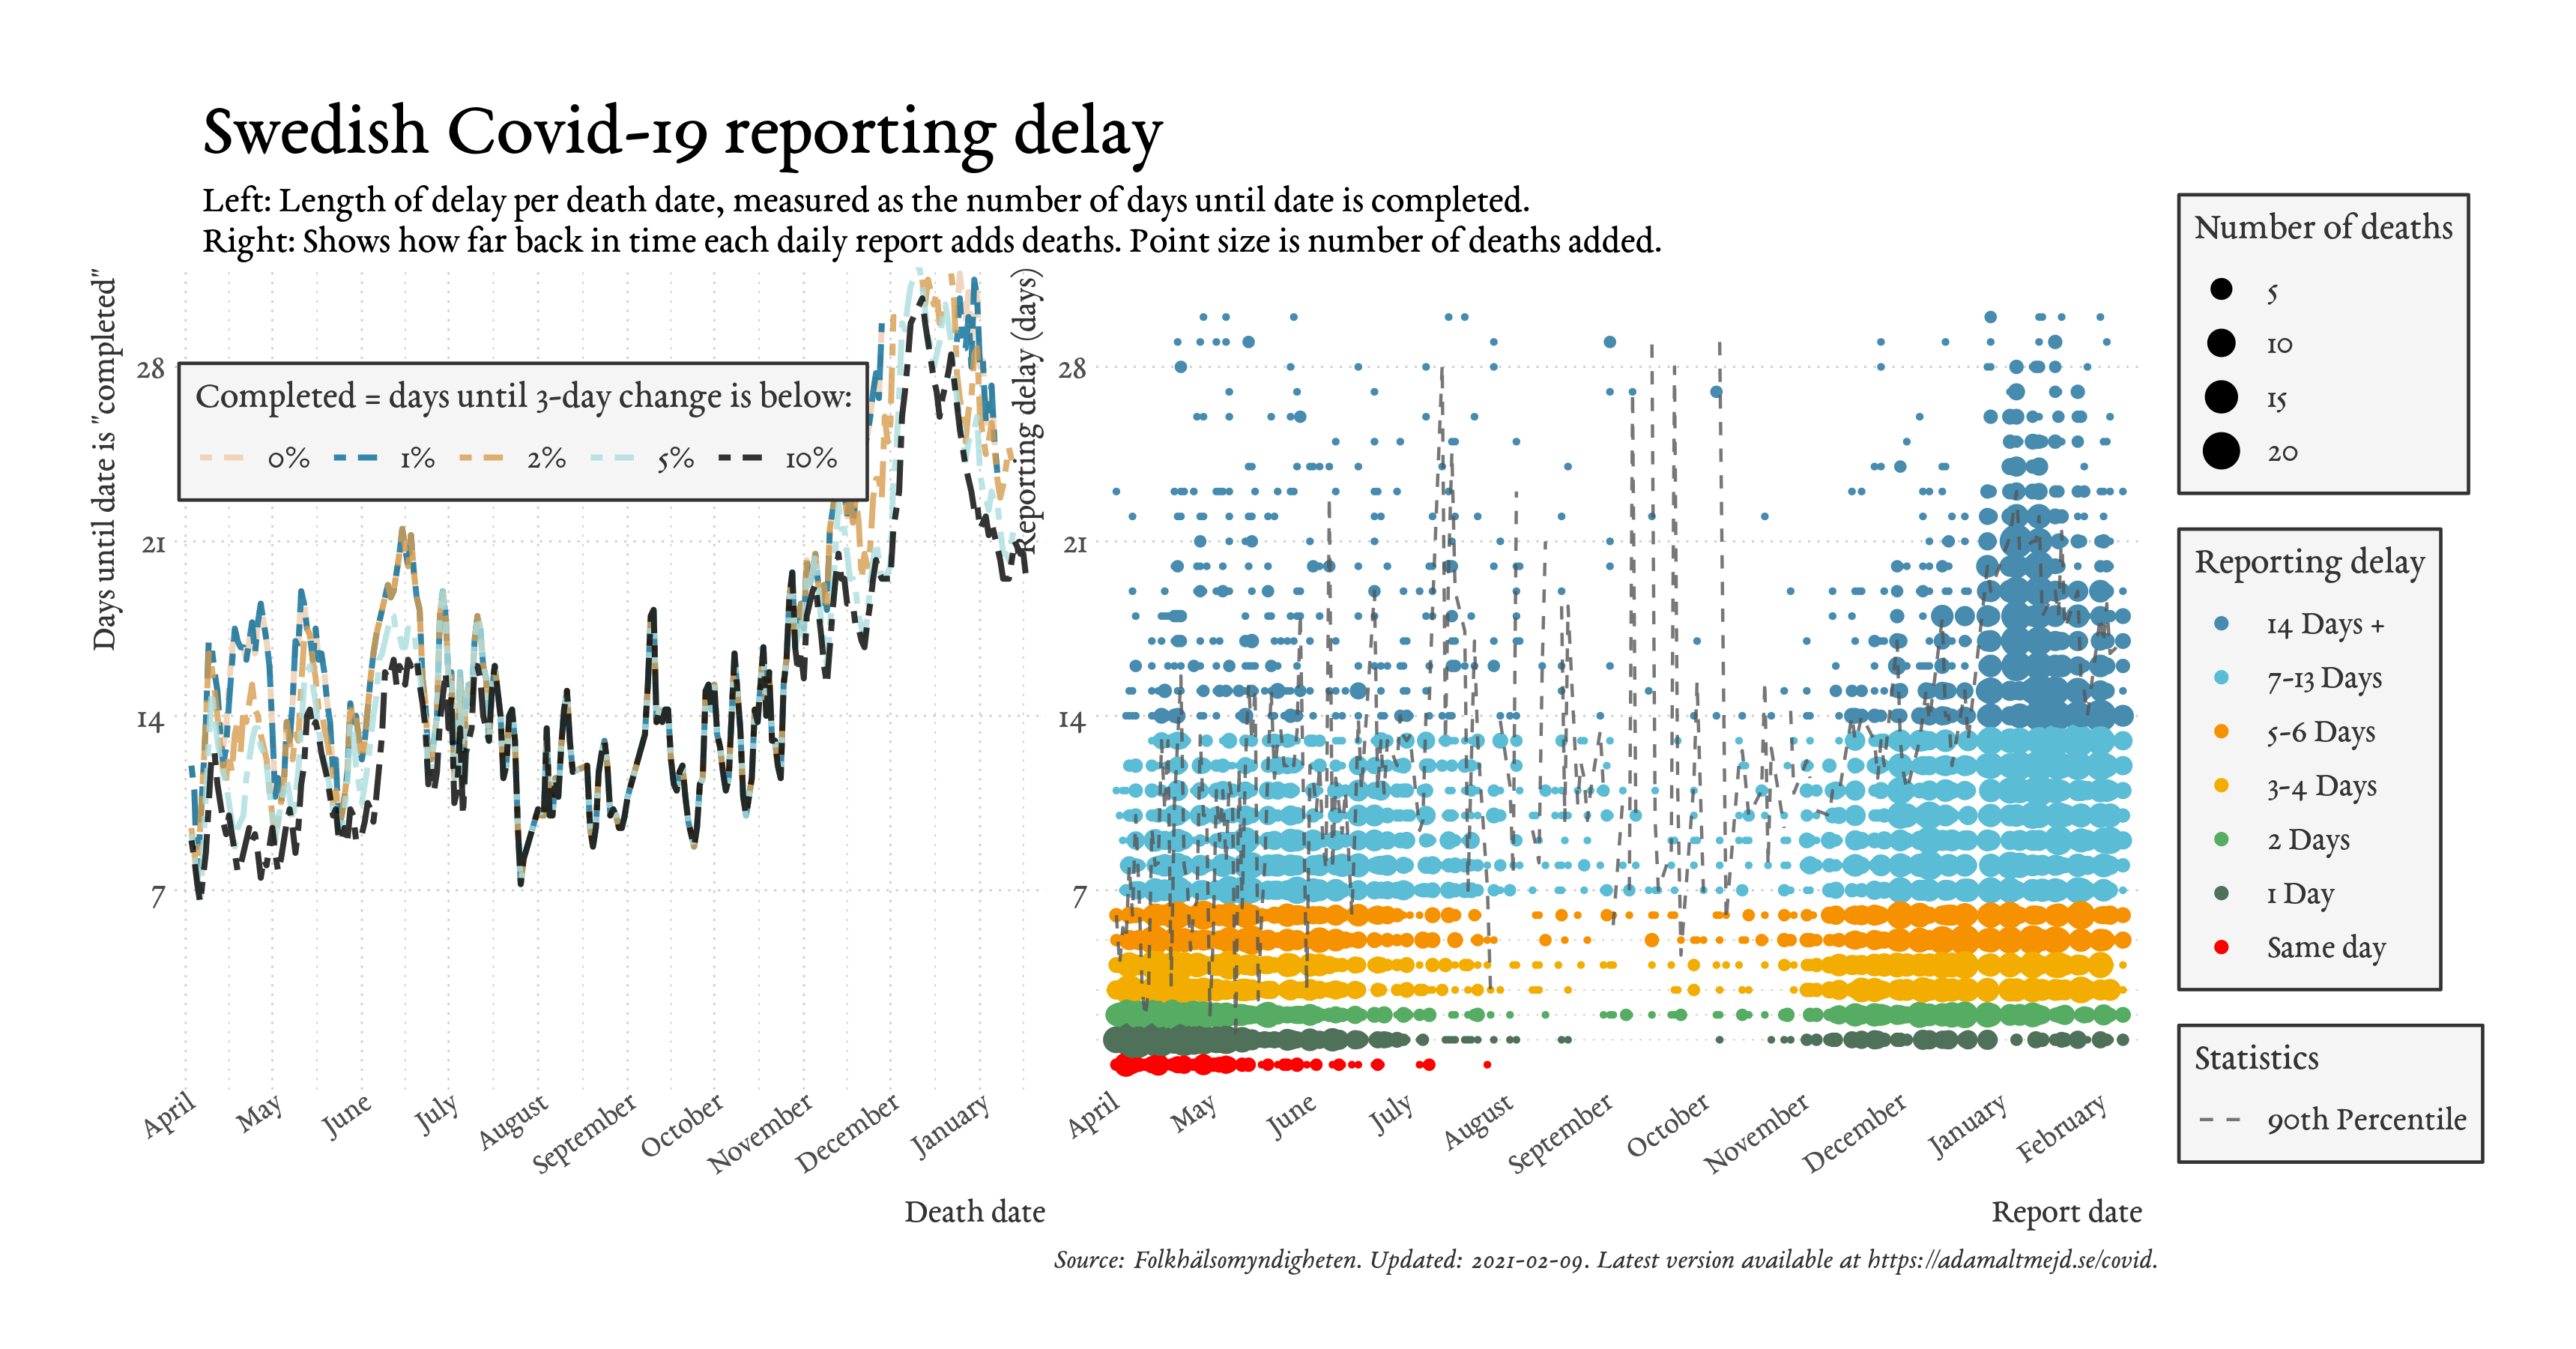 Swedish Covid-19 reporting delay
Left: Length of delay per death date, measured as the number of days until date is completed.
Right: Shows how far back in time each daily report adds deaths. Point size is number of deaths added.
Days until date is "completed"
28
21
14
7
Completed = days until 3-day change is below:
0% 1% 2% 5% 10%
April May June July August September October November December January
Death date
Reporting delay (days)
28
21
14
7
April May June July August September October November December January February
Report date
Number of deaths
5
10
15
20
Reporting delay
14 Days +
7-13 Days
5-6 Days
3-4 Days
2 Days
1 Day
Same day
Statistics
90th Percentile
Source: Folkhälsomyndigheten. Updated: 2021-02-09. Latest version available at https://adamaltmejd.se/covid.